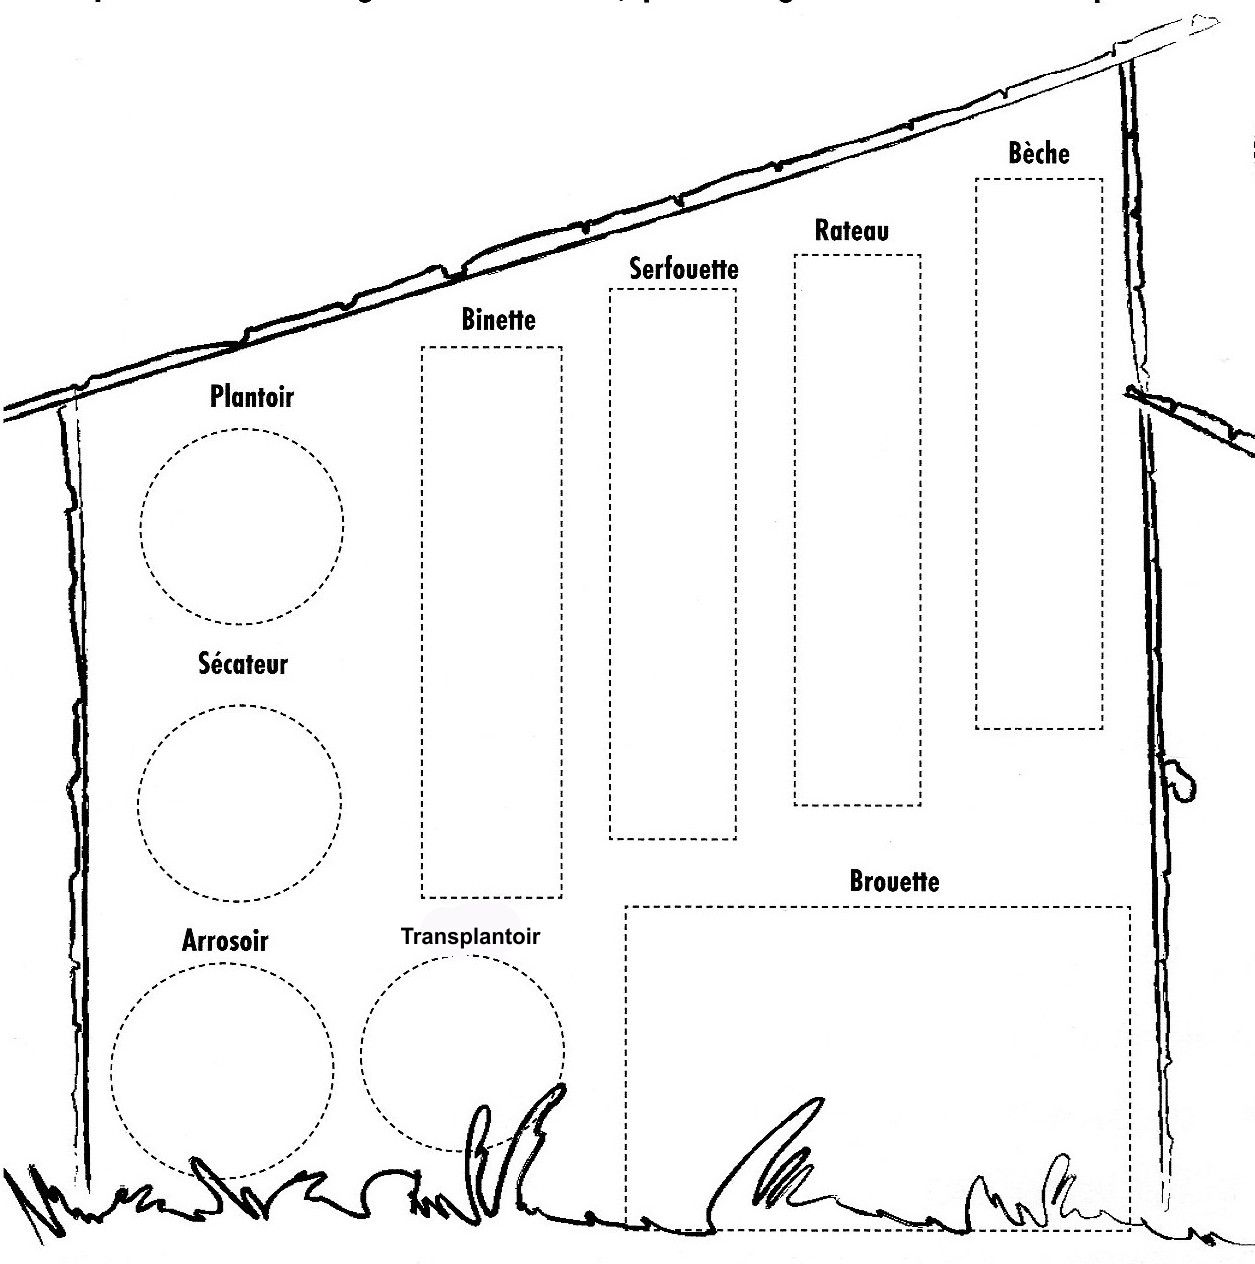 Bèche
Rateau
Serfouette
Binette
Plantoir
Sécateur
Brouette
Arrosoir
Transplantoir